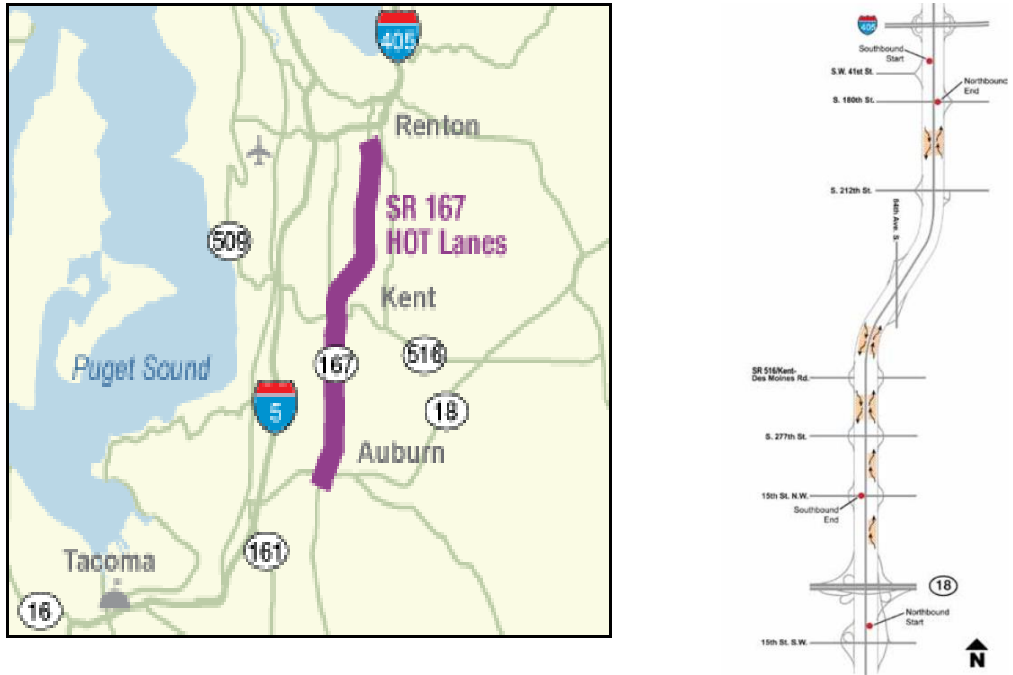 405
Renton
SR 167
HOT Lanes
509
Kent
167
516
Puget Sound
5
18
Auburn
161
Tacoma
16
405
Southbound
Start
S.W. 41st St.
Northbound
End
S. 180th St.
S. 212th St.
84th Ave. S.
SR 516/Kent-
Des Moines Rd.
S. 277th St.
15th St. N.W.
Southbound
End
18
Northbound
Start
15th St. S.W.
N